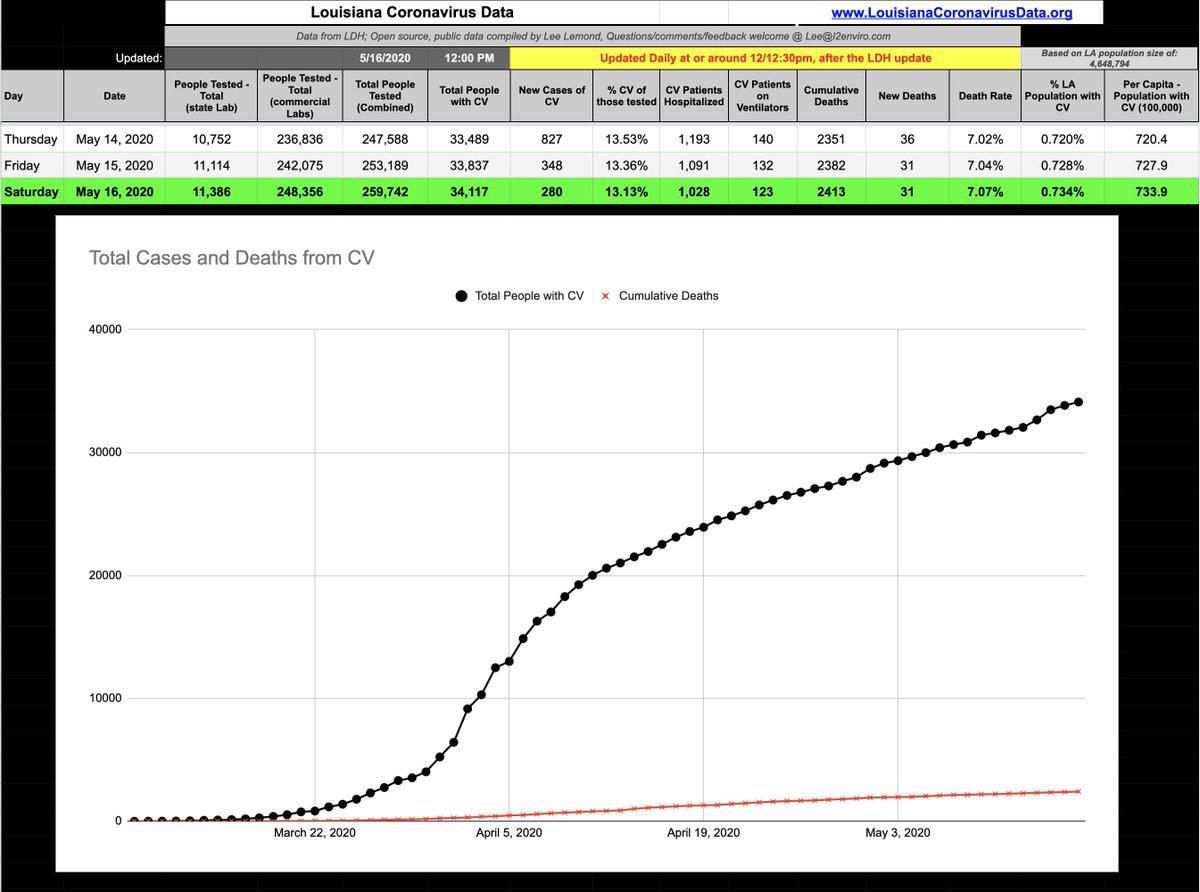 Louisiana Coronavirus Data www.LouisianaCoronavirusData.org
Data from LDH; Open source, public data compiled by Lee Lemond, Questions/comments/feedback welcome @ Lee@l2enviro.com
Updated: 5/16/2020 12:00 PM Updated Daily at or around 12/12:30pm, after the LDH update Based on LA population size of: 4,648,794
Day Date People Tested - Total (state Lab) People Tested - Total (commercial Labs) Total People Tested (Combined) Total People with CV New Cases of CV % CV of those tested CV Patients Hospitalized CV Patients on Ventilators Cumulative Deaths New Deaths Death Rate % LA Population with CV Per Capita - Population with CV (100,000)
Thursday May 14, 2020 10,752 236,836 247,588 33,489 827 13.53% 1,193 140 2351 36 7.02% 0.720% 720.4
Friday May 15, 2020 11,114 242,075 253,189 33,837 348 13.36% 1,091 132 2382 31 7.04% 0.728% 727.9
Saturday May 16, 2020 11,386 248,356 259,742 34,117 280 13.13% 1,028 123 2413 31 7.07% 0.734% 733.9
Total Cases and Deaths from CV
Total People with CV Cumulative Deaths
40000
30000
20000
10000
0
March 22, 2020 April 5, 2020 April 19, 2020 May 3, 2020